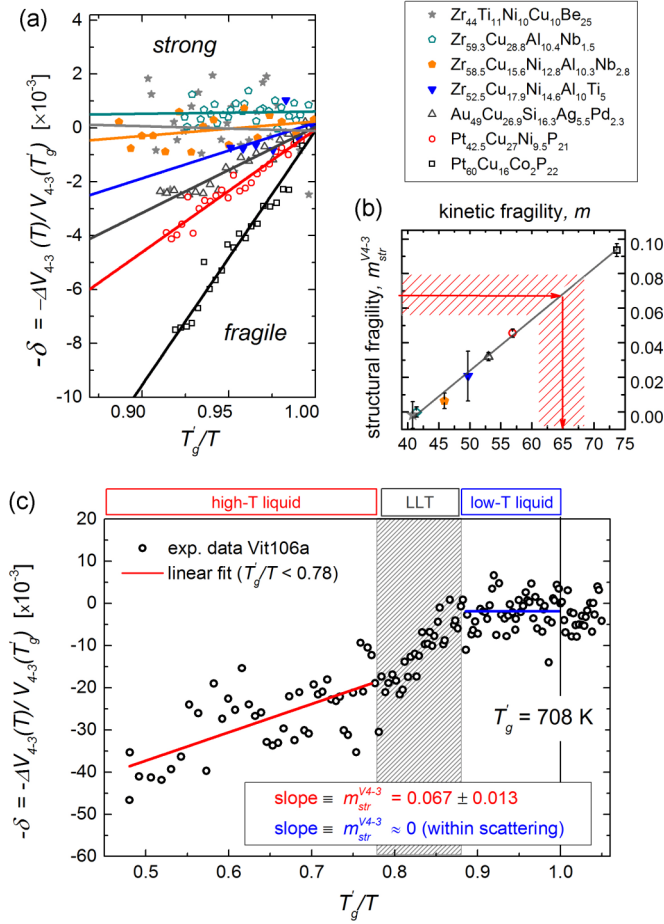 (a)
strong
fragile
-δ = -ΔV₄₋₃(T)/V₄₋₃(T'g) [×10⁻³]
2
0
-2
-4
-6
-8
-10
0.90 0.95 1.00
T'g/T
Zr₄₄Ti₁₁Ni₁₀Cu₁₀Be₂₅
Zr₅₉.₃Cu₂₈.₈Al₁₀.₄Nb₁.₅
Zr₅₈.₅Cu₁₅.₆Ni₁₂.₈Al₁₀.₃Nb₂.₈
Zr₅₂.₅Cu₁₇.₉Ni₁₄.₆Al₁₀Ti₅
Au₄₉Cu₂₆.₉Si₁₆.₃Ag₅.₅Pd₂.₃
Pt₄₂.₅Cu₂₇Ni₉.₅P₂₁
Pt₆₀Cu₁₆Co₂P₂₂
(b)
kinetic fragility, m
structural fragility, m_str^V4-3
0.10
0.08
0.06
0.04
0.02
0.00
40 45 50 55 60 65 70 75
(c)
high-T liquid LLT low-T liquid
exp. data Vit106a
linear fit (T'g/T < 0.78)
-δ = -ΔV₄₋₃(T)/V₄₋₃(T'g) [×10⁻³]
20
10
0
-10
-20
-30
-40
-50
-60
T'g = 708 K
slope ≡ m_str^V4-3 = 0.067 ± 0.013
slope ≡ m_str^V4-3 ≈ 0 (within scattering)
0.5 0.6 0.7 0.8 0.9 1.0
T'g/T